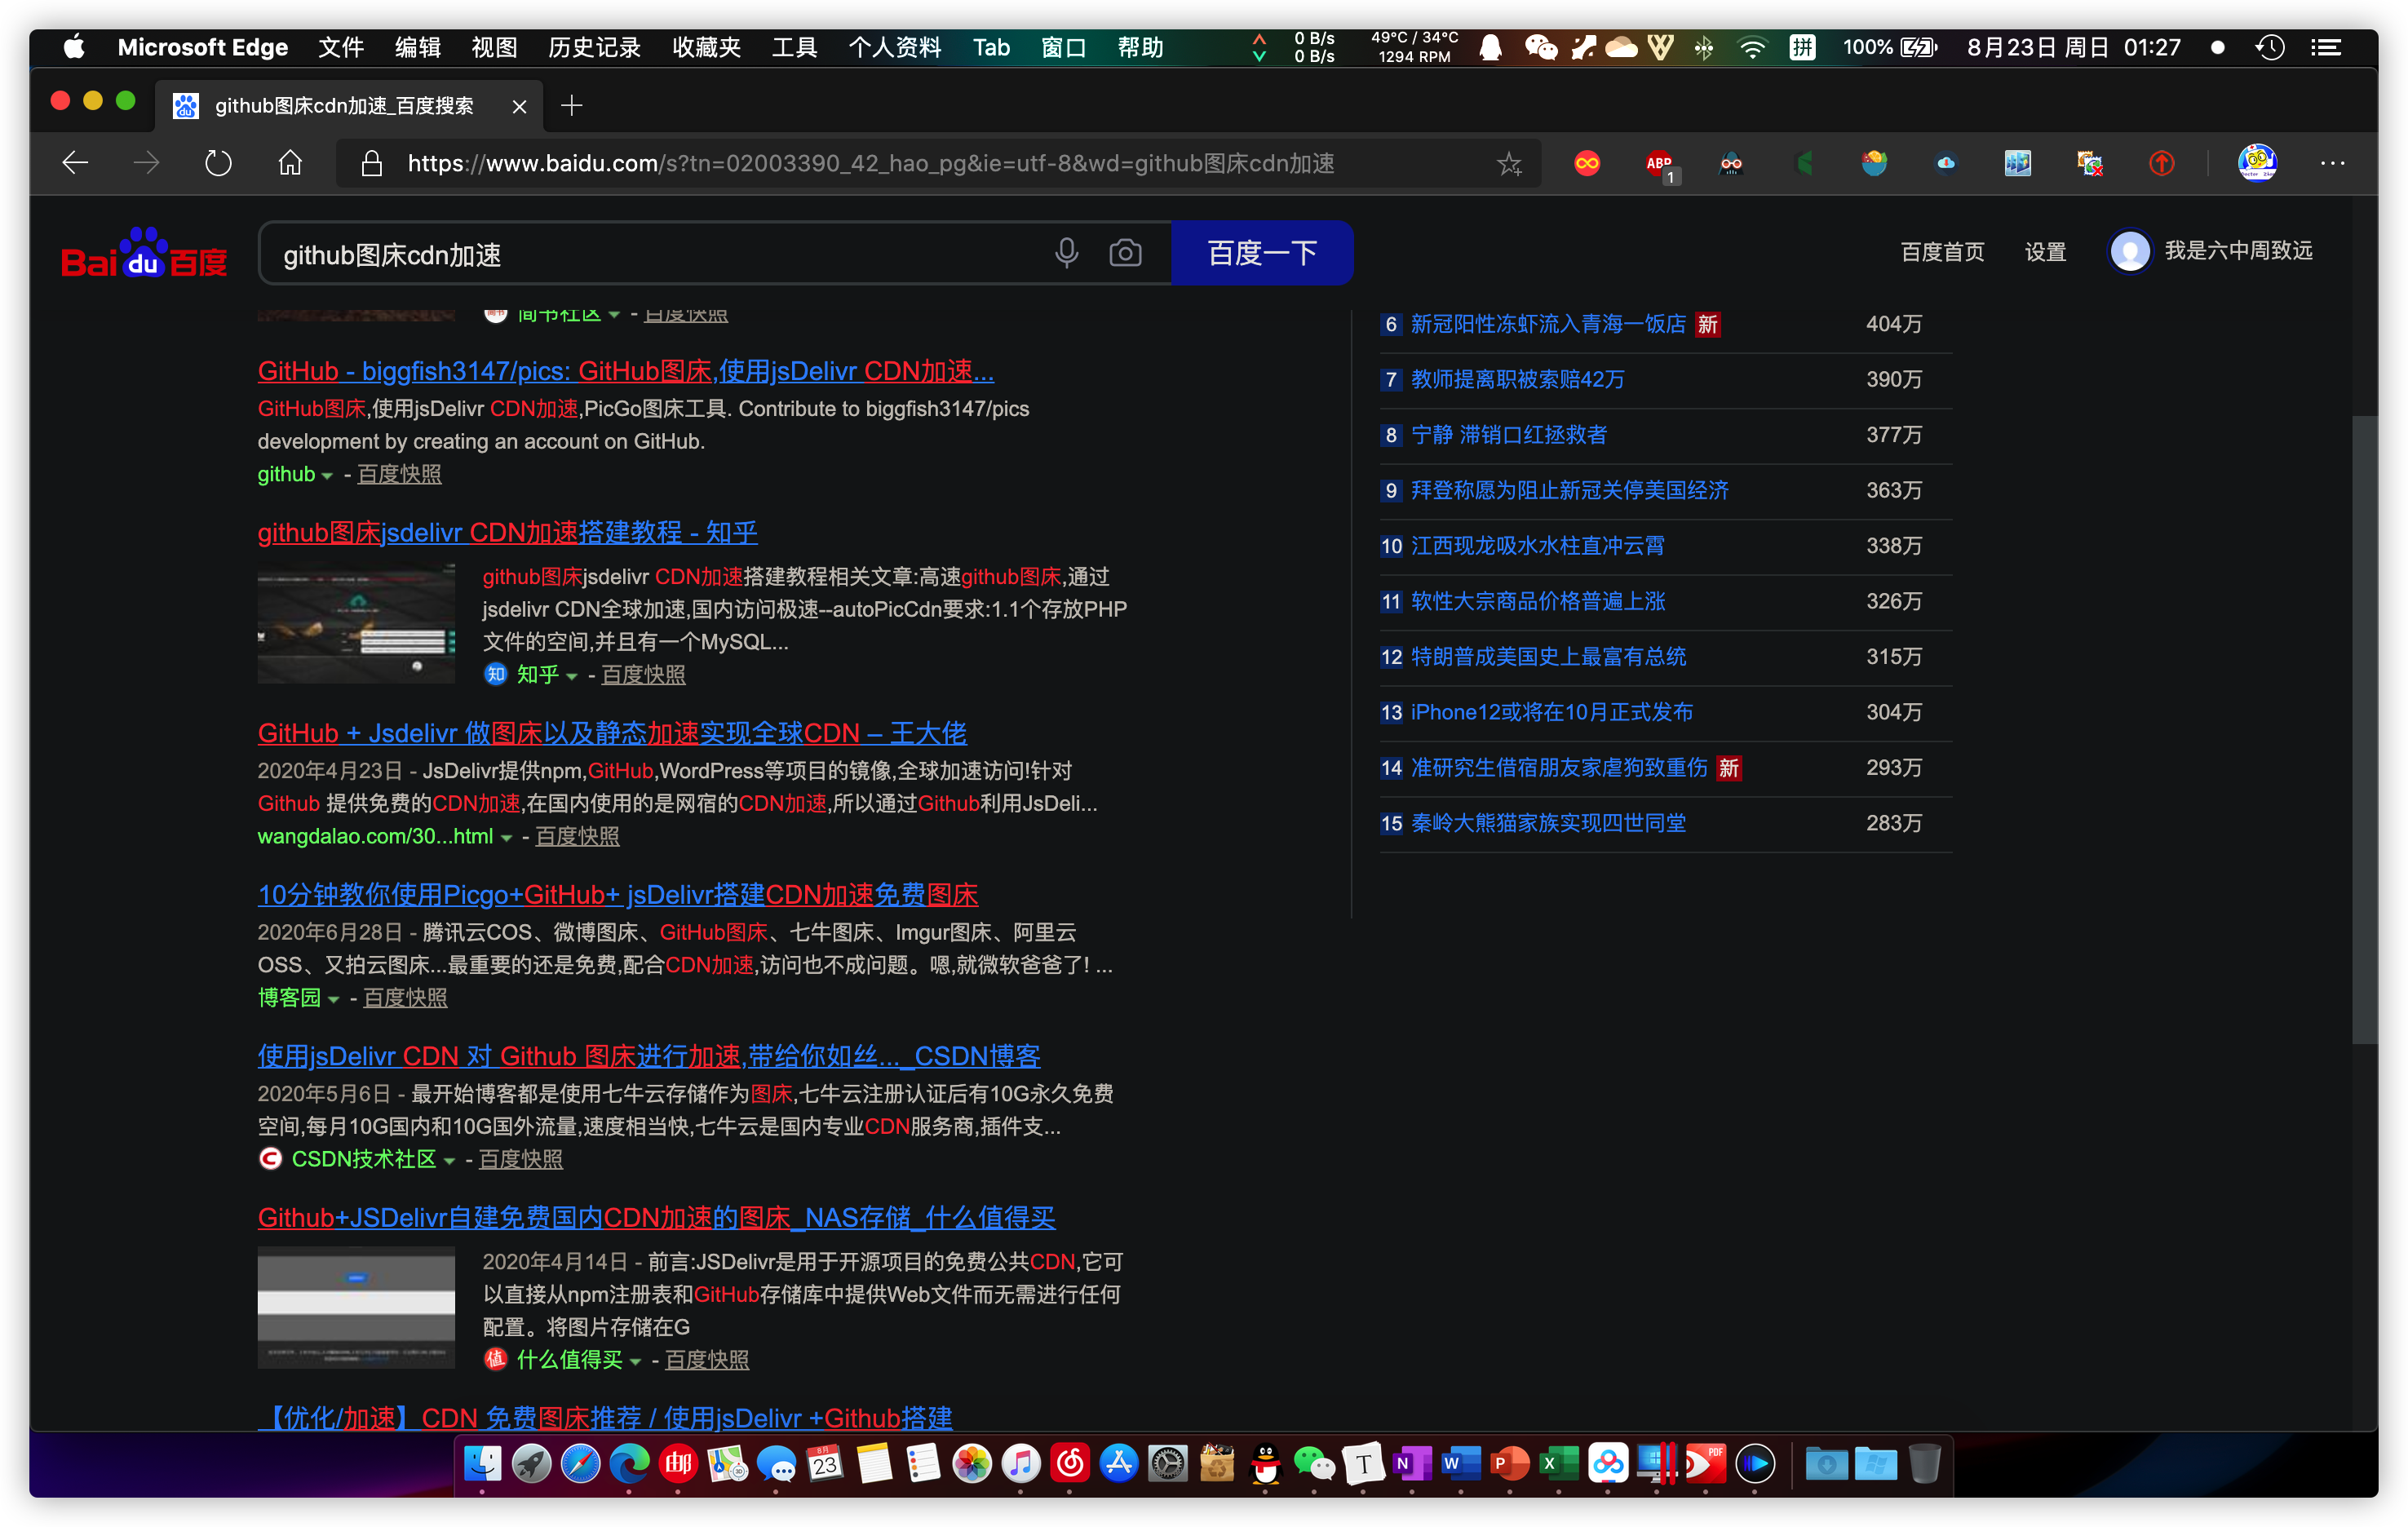 Microsoft Edge 文件 编辑 视图 历史记录 收藏夹 工具 个人资料 Tab 窗口 帮助 0 B/s 0 B/s 49°C / 34°C 1294 RPM 拼 100% 8月23日 周日 01:27
github图床cdn加速_百度搜索
https://www.baidu.com/s?tn=02003390_42_hao_pg&ie=utf-8&wd=github图床cdn加速
ABP 1
Bai du 百度 github图床cdn加速 百度一下 百度首页 设置 我是六中周致远
简书社区 - 百度快照
GitHub - biggfish3147/pics: GitHub图床,使用jsDelivr CDN加速...
GitHub图床,使用jsDelivr CDN加速,PicGo图床工具. Contribute to biggfish3147/pics
development by creating an account on GitHub.
github - 百度快照
github图床jsdelivr CDN加速搭建教程 - 知乎
github图床jsdelivr CDN加速搭建教程相关文章:高速github图床,通过
jsdelivr CDN全球加速,国内访问极速--autoPicCdn要求:1.1个存放PHP
文件的空间,并且有一个MySQL...
知 知乎 - 百度快照
GitHub + Jsdelivr 做图床以及静态加速实现全球CDN – 王大佬
2020年4月23日 - JsDelivr提供npm,GitHub,WordPress等项目的镜像,全球加速访问!针对
Github 提供免费的CDN加速,在国内使用的是网宿的CDN加速,所以通过Github利用JsDeli...
wangdalao.com/30...html - 百度快照
10分钟教你使用Picgo+GitHub+ jsDelivr搭建CDN加速免费图床
2020年6月28日 - 腾讯云COS、微博图床、GitHub图床、七牛图床、Imgur图床、阿里云
OSS、又拍云图床...最重要的还是免费,配合CDN加速,访问也不成问题。嗯,就微软爸爸了! ...
博客园 - 百度快照
使用jsDelivr CDN 对 Github 图床进行加速,带给你如丝..._CSDN博客
2020年5月6日 - 最开始博客都是使用七牛云存储作为图床,七牛云注册认证后有10G永久免费
空间,每月10G国内和10G国外流量,速度相当快,七牛云是国内专业CDN服务商,插件支...
CSDN技术社区 - 百度快照
Github+JSDelivr自建免费国内CDN加速的图床_NAS存储_什么值得买
2020年4月14日 - 前言:JSDelivr是用于开源项目的免费公共CDN,它可
以直接从npm注册表和GitHub存储库中提供Web文件而无需进行任何
配置。将图片存储在G
值 什么值得买 - 百度快照
【优化/加速】CDN 免费图床推荐 / 使用jsDelivr +Github搭建
6 新冠阳性冻虾流入青海一饭店 新 404万
7 教师提离职被索赔42万 390万
8 宁静 滞销口红拯救者 377万
9 拜登称愿为阻止新冠关停美国经济 363万
10 江西现龙吸水水柱直冲云霄 338万
11 软性大宗商品价格普遍上涨 326万
12 特朗普成美国史上最富有总统 315万
13 iPhone12或将在10月正式发布 304万
14 准研究生借宿朋友家虐狗致重伤 新 293万
15 秦岭大熊猫家族实现四世同堂 283万
8月 23 T N W P X PDF